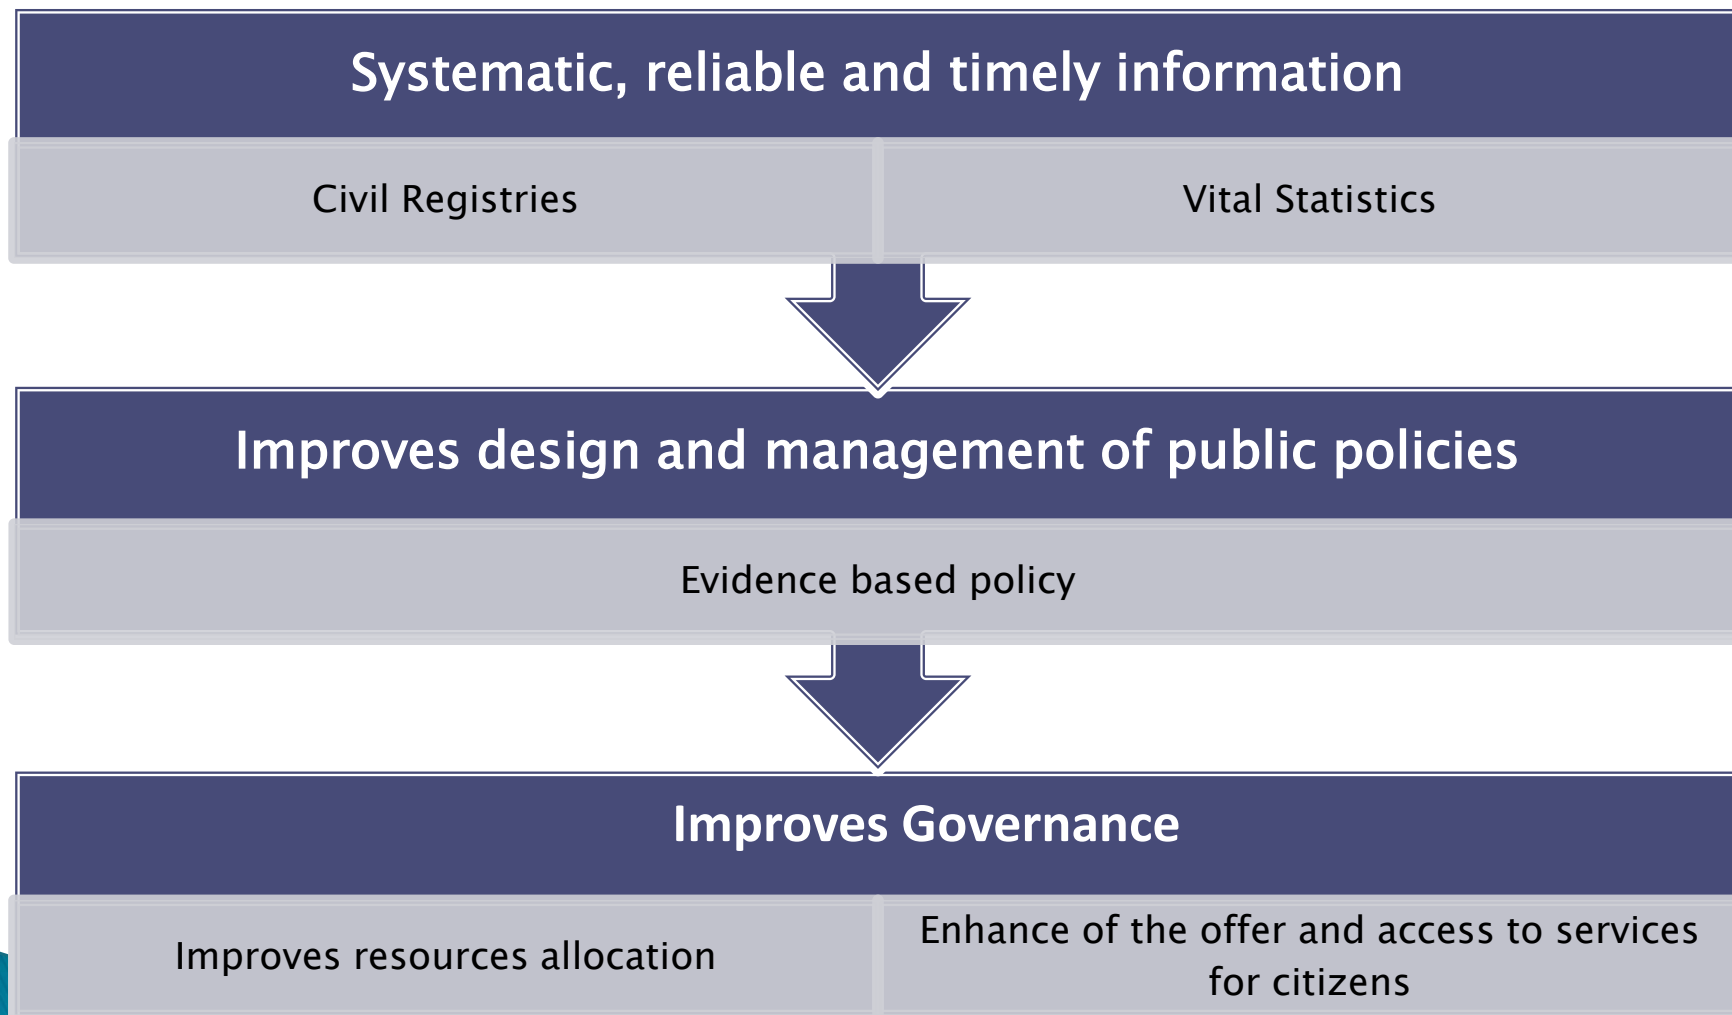 Systematic, reliable and timely information
Civil Registries
Vital Statistics
Improves design and management of public policies
Evidence based policy
Improves Governance
Improves resources allocation
Enhance of the offer and access to services
for citizens